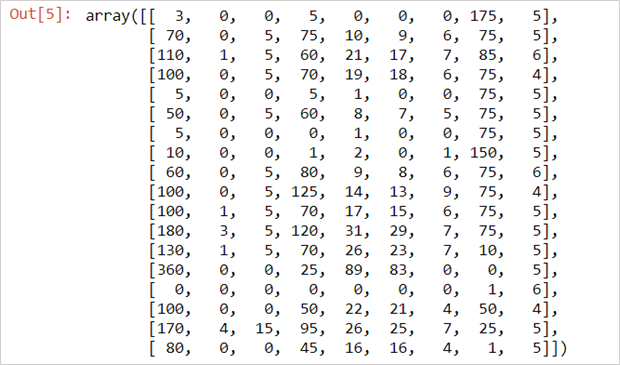 Out[5]: array([[  3,   0,   0,   5,   0,   0,   0, 175,   5],
[ 70,   0,   5,  75,  10,   9,   6,  75,   5],
[110,   1,   5,  60,  21,  17,   7,  85,   6],
[100,   0,   5,  70,  19,  18,   6,  75,   4],
[  5,   0,   0,   5,   1,   0,   0,  75,   5],
[ 50,   0,   5,  60,   8,   7,   5,  75,   5],
[  5,   0,   0,   0,   1,   0,   0,  75,   5],
[ 10,   0,   0,   1,   2,   0,   1, 150,   5],
[ 60,   0,   5,  80,   9,   8,   6,  75,   6],
[100,   0,   5, 125,  14,  13,   9,  75,   4],
[100,   1,   5,  70,  17,  15,   6,  75,   5],
[180,   3,   5, 120,  31,  29,   7,  75,   5],
[130,   1,   5,  70,  26,  23,   7,  10,   5],
[360,   0,   0,  25,  89,  83,   0,   0,   5],
[  0,   0,   0,   0,   0,   0,   0,   1,   6],
[100,   0,   0,  50,  22,  21,   4,  50,   4],
[170,   4,  15,  95,  26,  25,   7,  25,   5],
[ 80,   0,   0,  45,  16,  16,   4,   1,   5]])